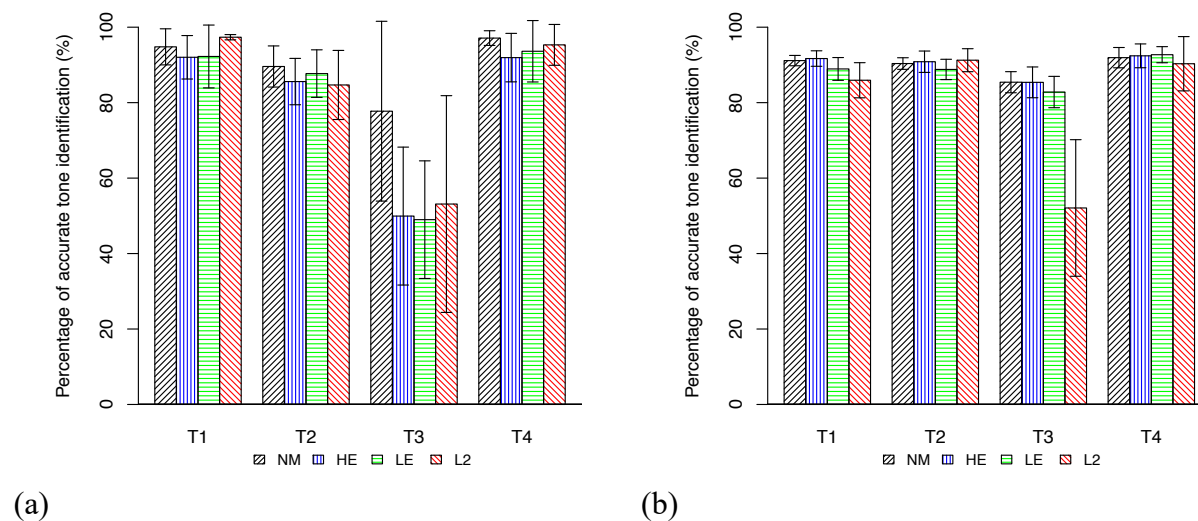 Percentage of accurate tone identification (%)
100
80
60
40
20
0
T1 T2 T3 T4
NM HE LE L2
(a)
Percentage of accurate tone identification (%)
100
80
60
40
20
0
T1 T2 T3 T4
NM HE LE L2
(b)